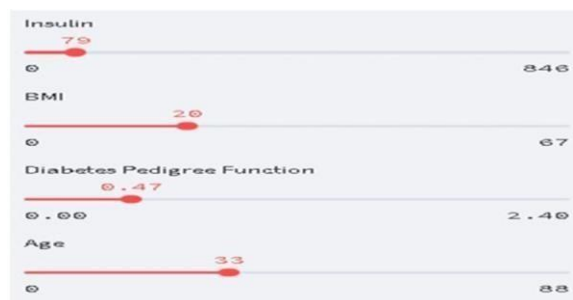 Insulin
79
0 846
BMI
20
0 67
Diabetes Pedigree Function
0.47
0.00 2.40
Age
33
0 88